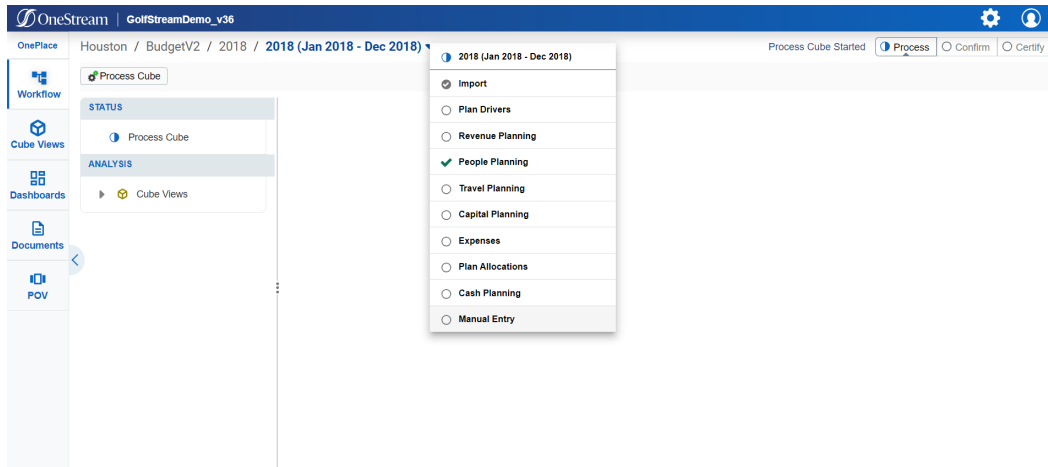 OneStream | GolfStreamDemo_v36
OnePlace
Houston / BudgetV2 / 2018 / 2018 (Jan 2018 - Dec 2018)
Process Cube Started
Process
Confirm
Certify
Process Cube
Workflow
Cube Views
Dashboards
Documents
POV
STATUS
Process Cube
ANALYSIS
Cube Views
2018 (Jan 2018 - Dec 2018)
Import
Plan Drivers
Revenue Planning
People Planning
Travel Planning
Capital Planning
Expenses
Plan Allocations
Cash Planning
Manual Entry